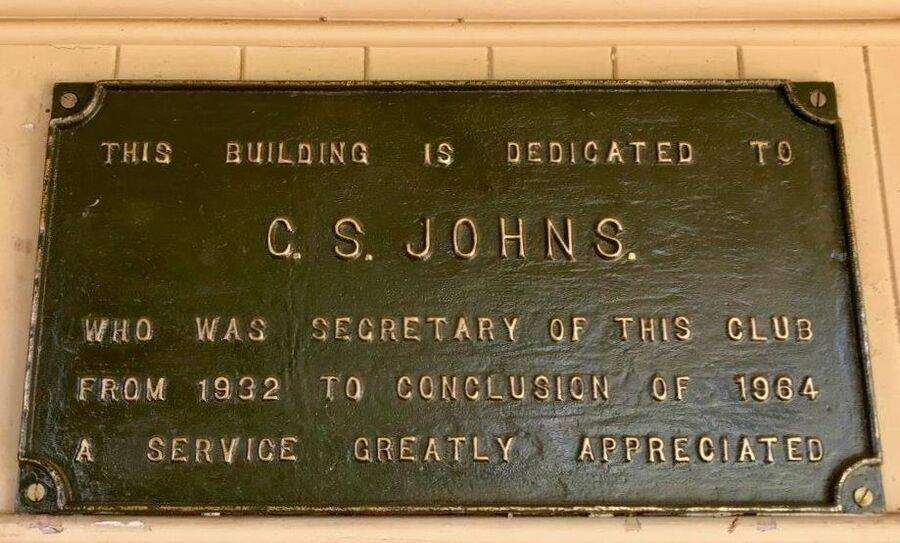 THIS BUILDING IS DEDICATED TO
C. S. JOHNS.
WHO WAS SECRETARY OF THIS CLUB
FROM 1932 TO CONCLUSION OF 1964
A SERVICE GREATLY APPRECIATED